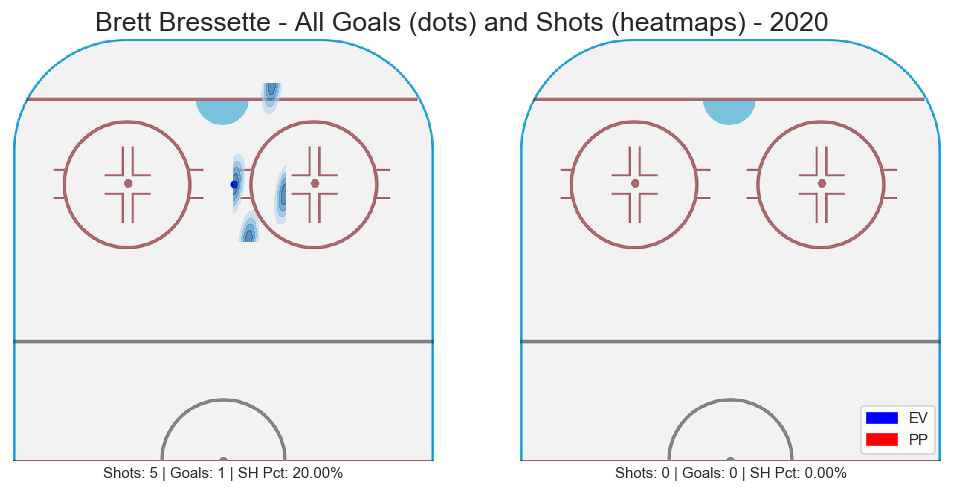 Brett Bressette - All Goals (dots) and Shots (heatmaps) - 2020
EV
PP
Shots: 5 | Goals: 1 | SH Pct: 20.00%
Shots: 0 | Goals: 0 | SH Pct: 0.00%